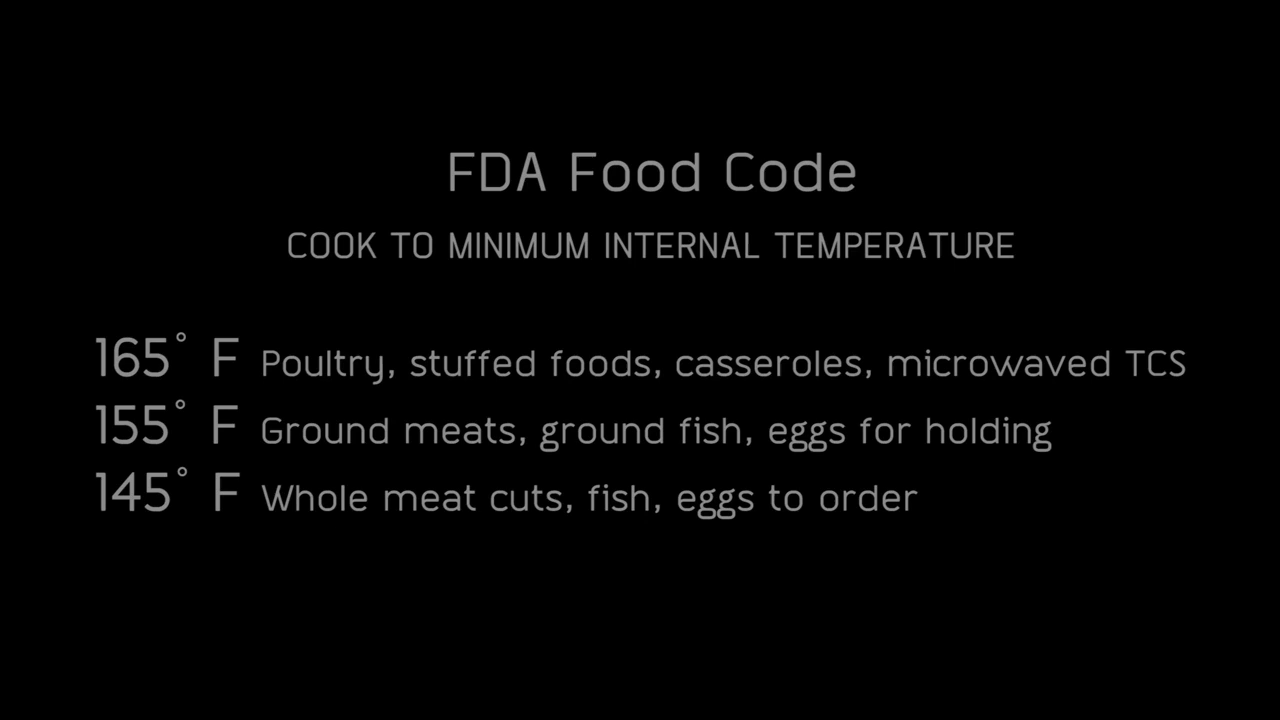 FDA Food Code
COOK TO MINIMUM INTERNAL TEMPERATURE
165° F Poultry, stuffed foods, casseroles, microwaved TCS
155° F Ground meats, ground fish, eggs for holding
145° F Whole meat cuts, fish, eggs to order